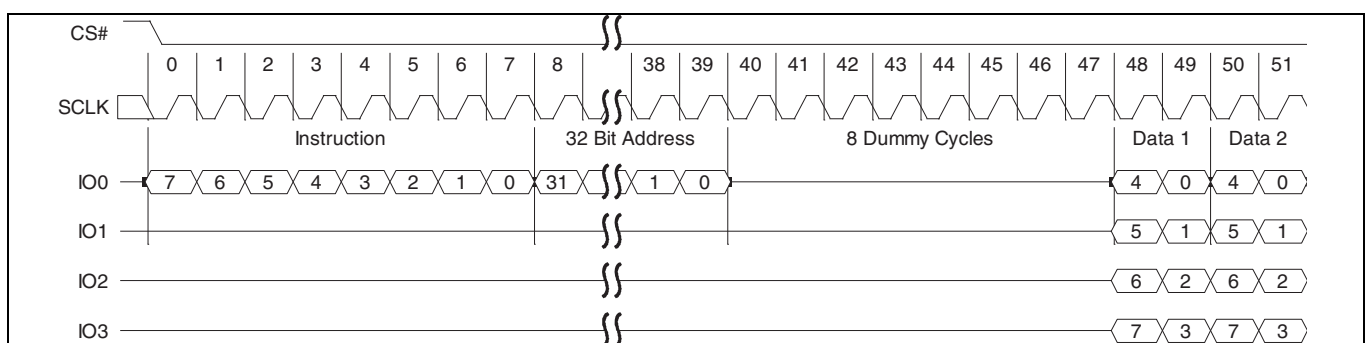 CS#
0 1 2 3 4 5 6 7 8 38 39 40 41 42 43 44 45 46 47 48 49 50 51
SCLK
Instruction 32 Bit Address 8 Dummy Cycles Data 1 Data 2
IO0 7 6 5 4 3 2 1 0 31 1 0 4 0 4 0
IO1 5 1 5 1
IO2 6 2 6 2
IO3 7 3 7 3